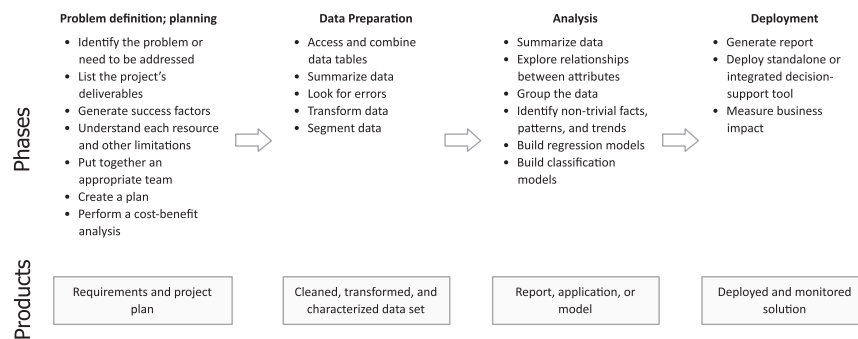 Problem definition; planning
• Identify the problem or
need to be addressed
• List the project's
deliverables
• Generate success factors
• Understand each resource
and other limitations
• Put together an
appropriate team
• Create a plan
• Perform a cost-benefit
analysis
Data Preparation
• Access and combine
data tables
• Summarize data
• Look for errors
• Transform data
• Segment data
Analysis
• Summarize data
• Explore relationships
between attributes
• Group the data
• Identify non-trivial facts,
patterns, and trends
• Build regression models
• Build classification
models
Deployment
• Generate report
• Deploy standalone or
integrated decision-
support tool
• Measure business
impact
Phases
Products
Requirements and project
plan
Cleaned, transformed, and
characterized data set
Report, application, or
model
Deployed and monitored
solution